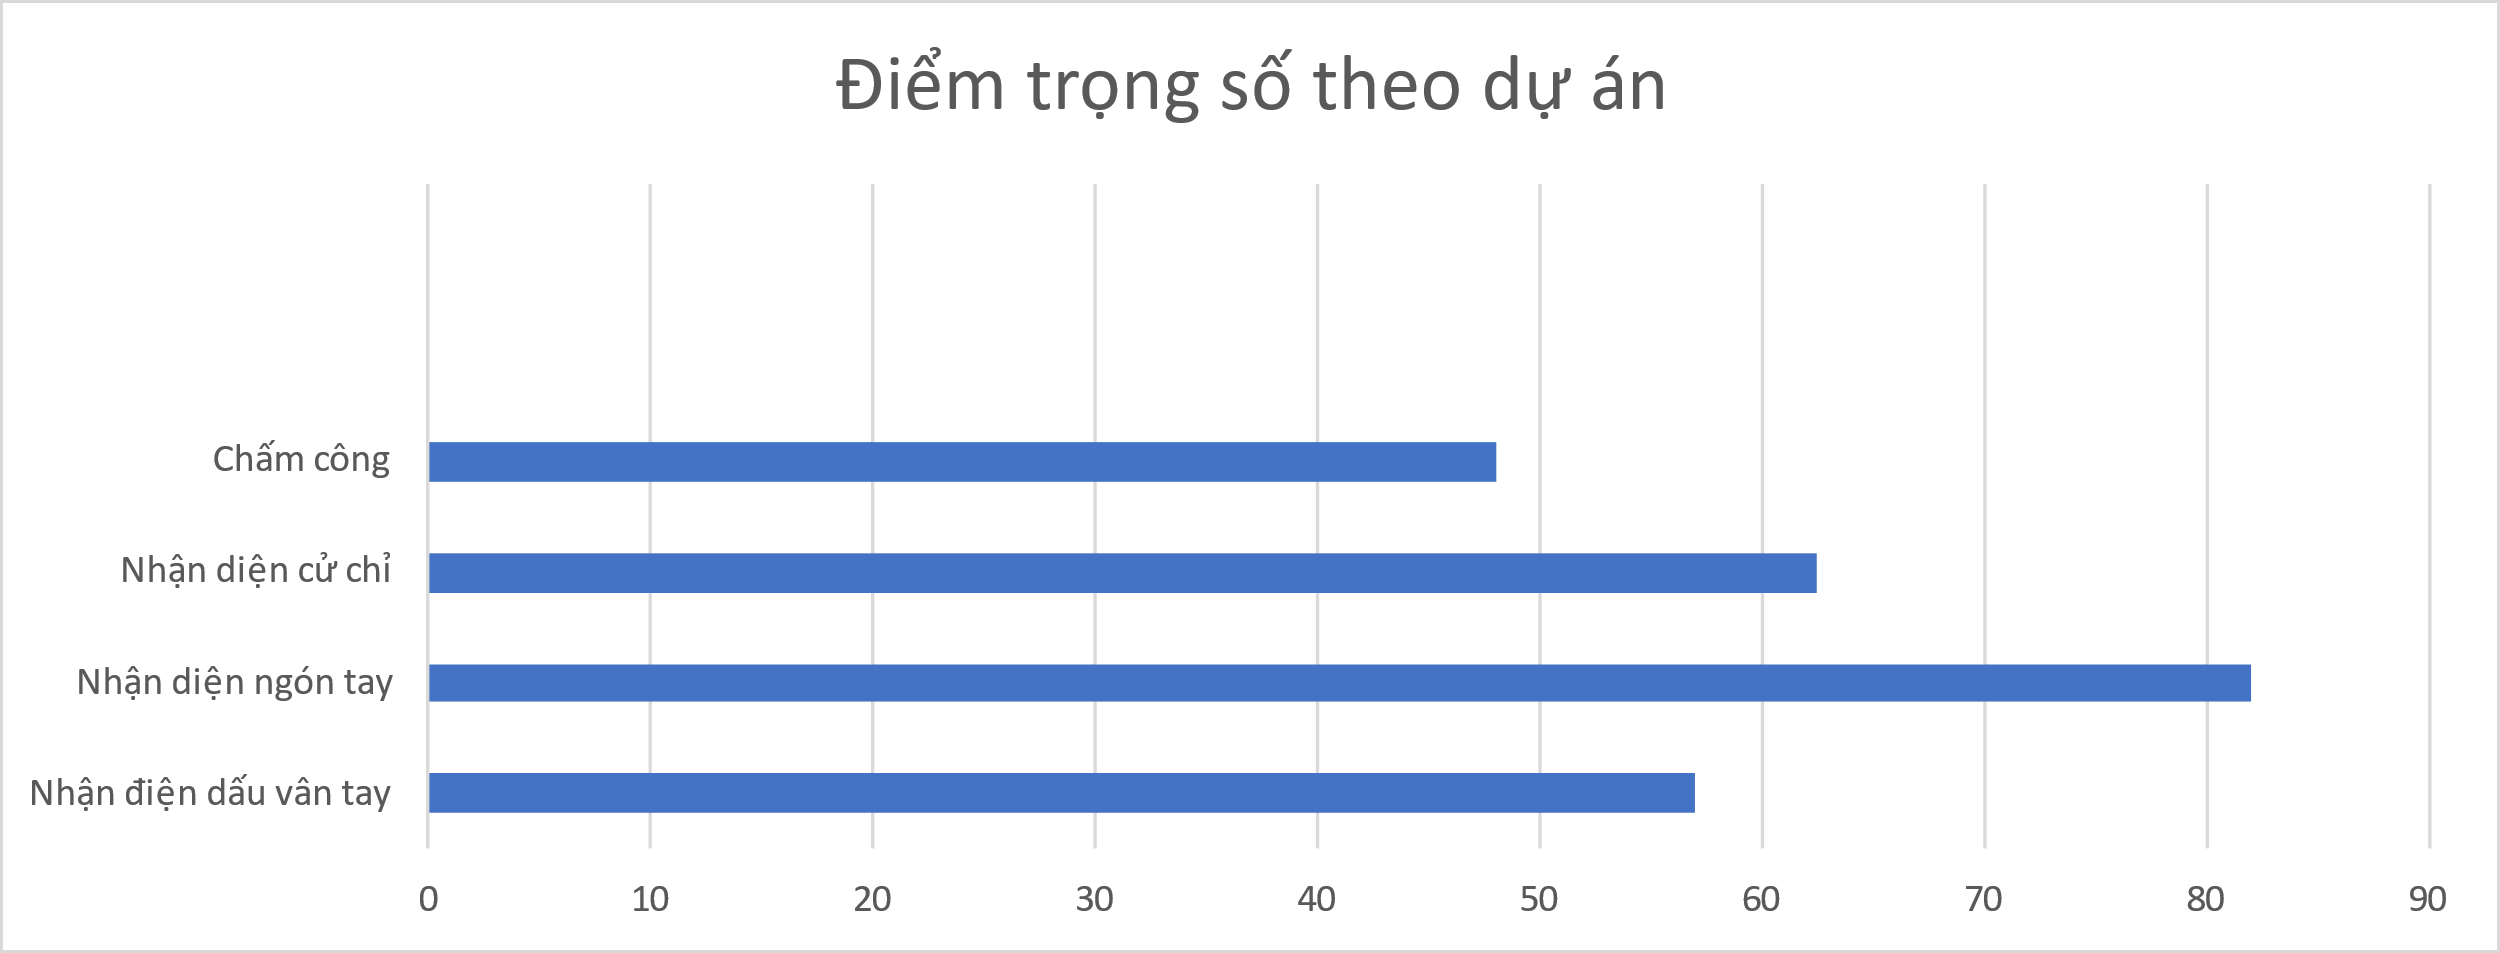 Điểm trọng số theo dự án
Chấm công
Nhận diện cử chỉ
Nhận diện ngón tay
Nhận điện dấu vân tay
0 10 20 30 40 50 60 70 80 90